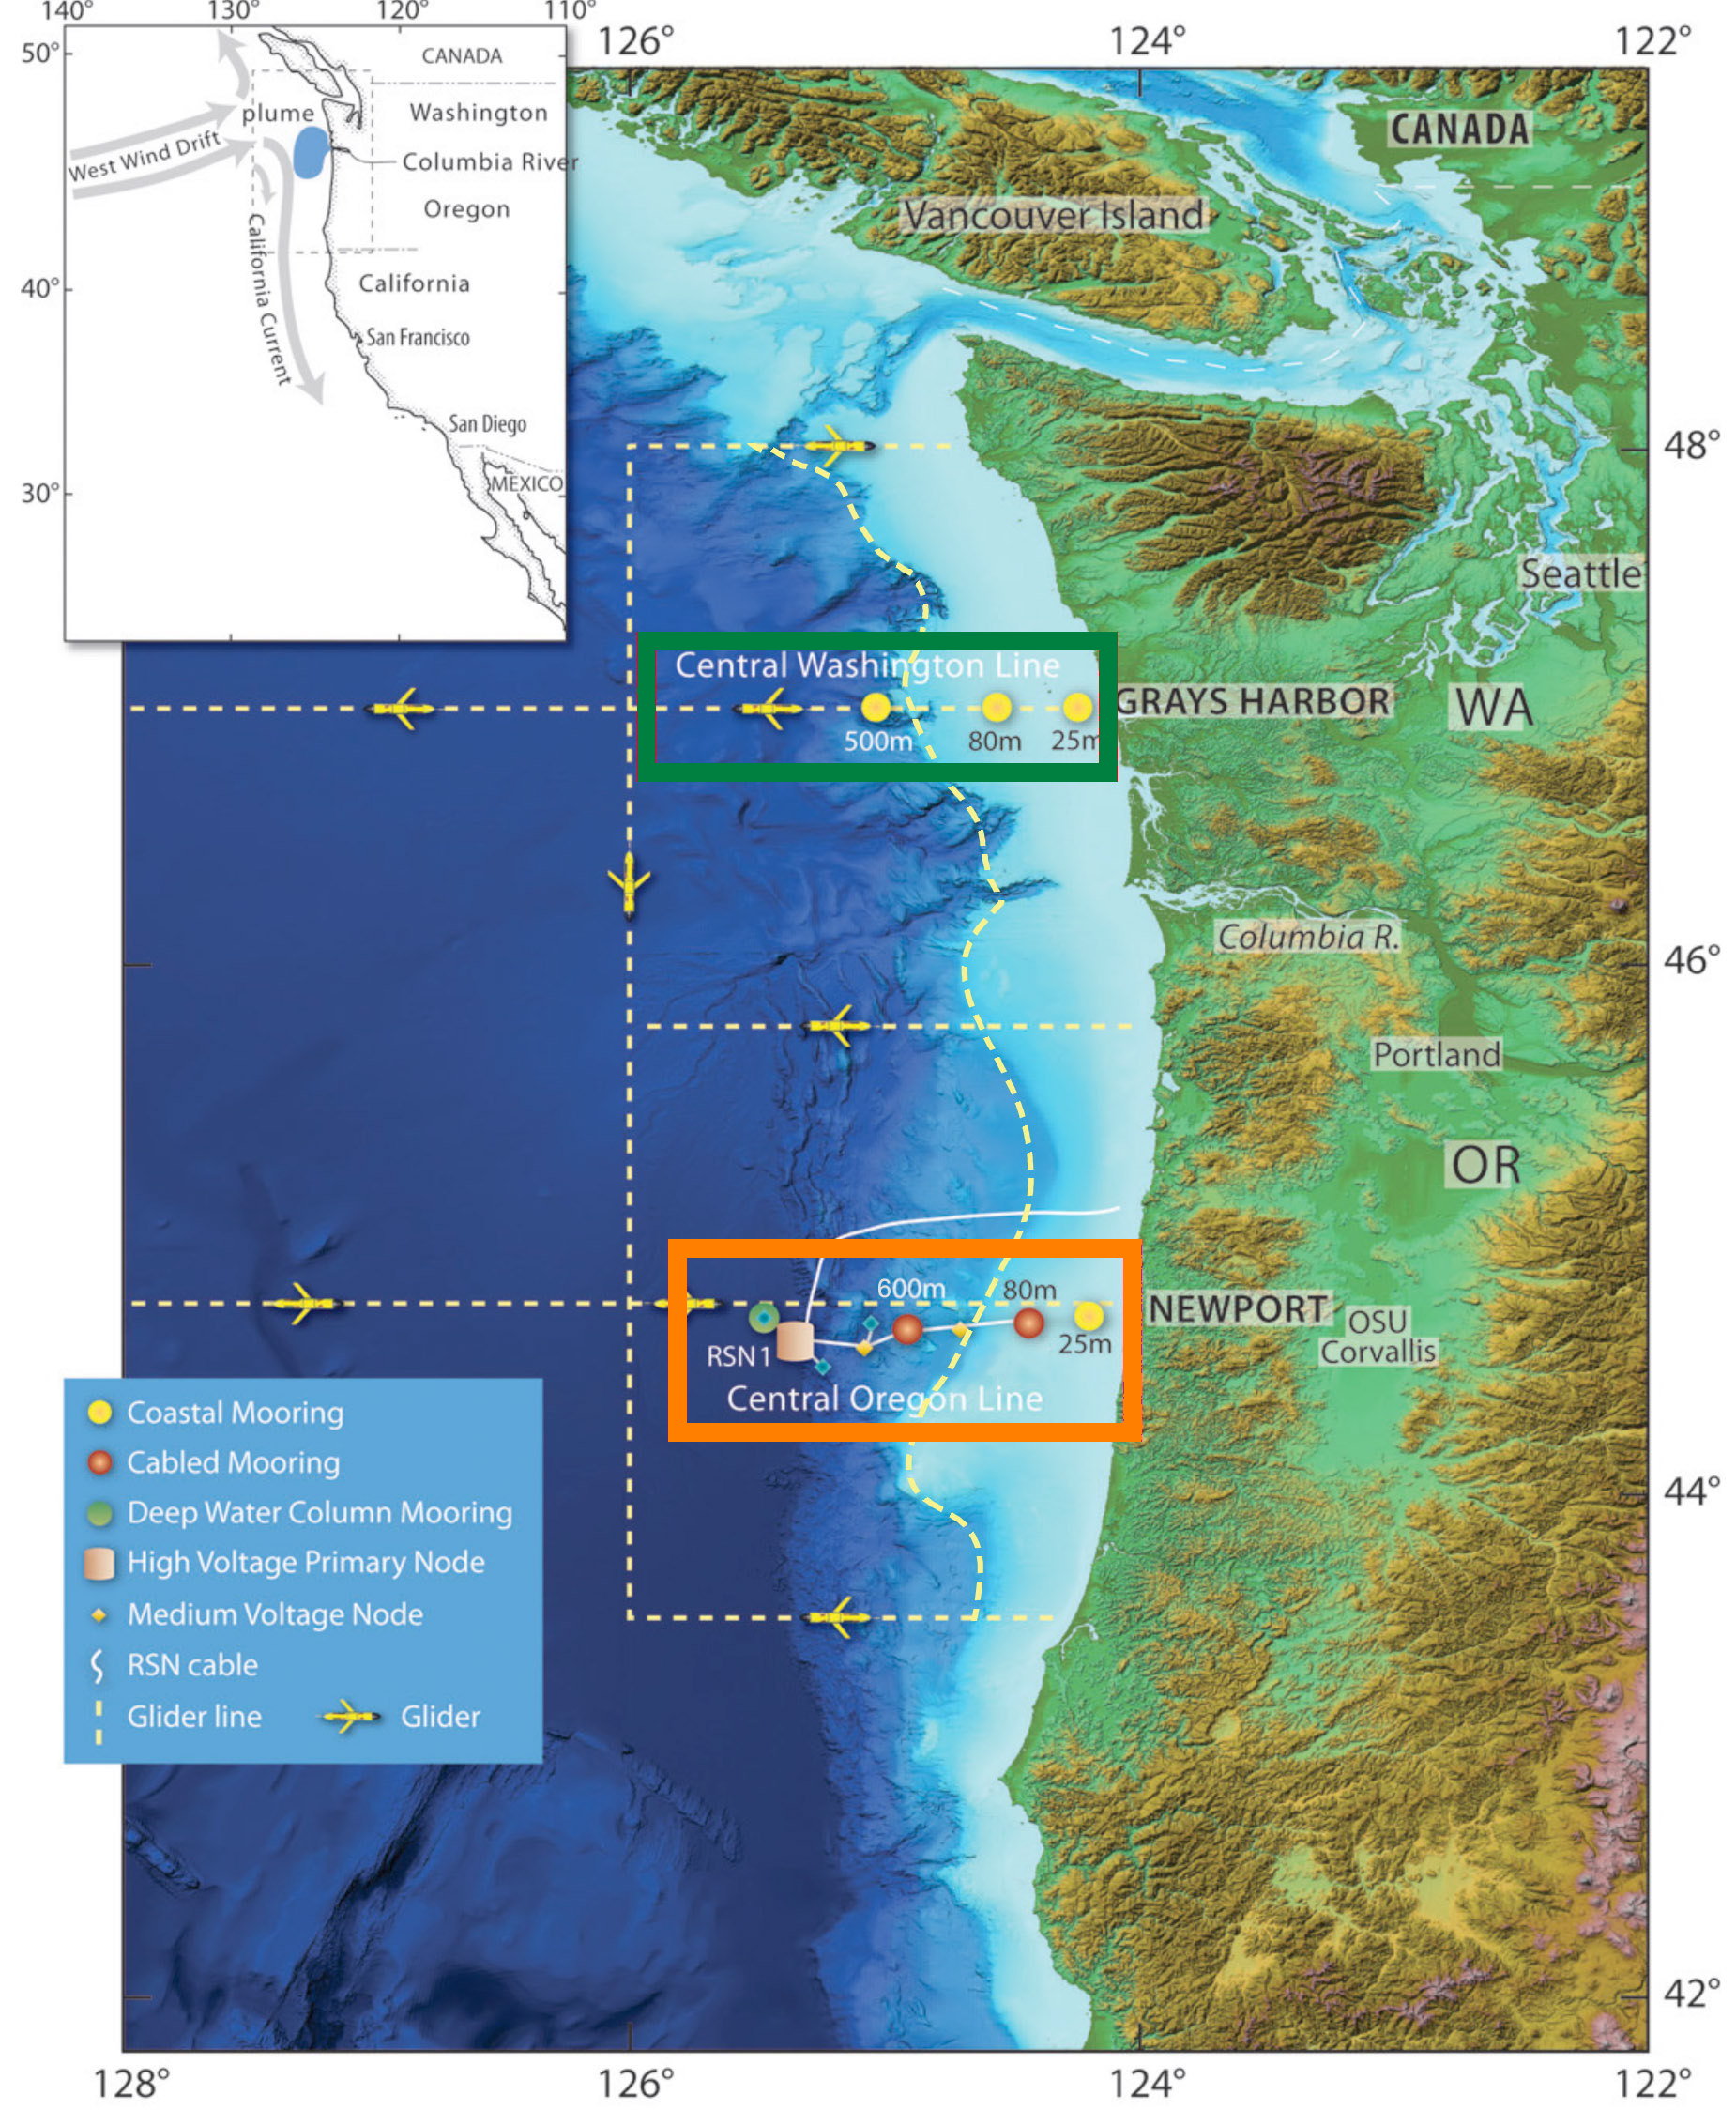 140° 130° 120° 110°
50°
40°
30°
CANADA
Washington
plume
West Wind Drift
Columbia River
Oregon
California Current
California
San Francisco
San Diego
MEXICO
126° 124° 122°
CANADA
Vancouver Island
48°
Seattle
Central Washington Line
500m 80m 25m
GRAYS HARBOR
WA
Columbia R.
46°
Portland
OR
600m 80m
NEWPORT
OSU
Corvallis
25m
RSN1
Central Oregon Line
Coastal Mooring
Cabled Mooring
Deep Water Column Mooring
High Voltage Primary Node
Medium Voltage Node
RSN cable
Glider line Glider
44°
42°
128° 126° 124° 122°